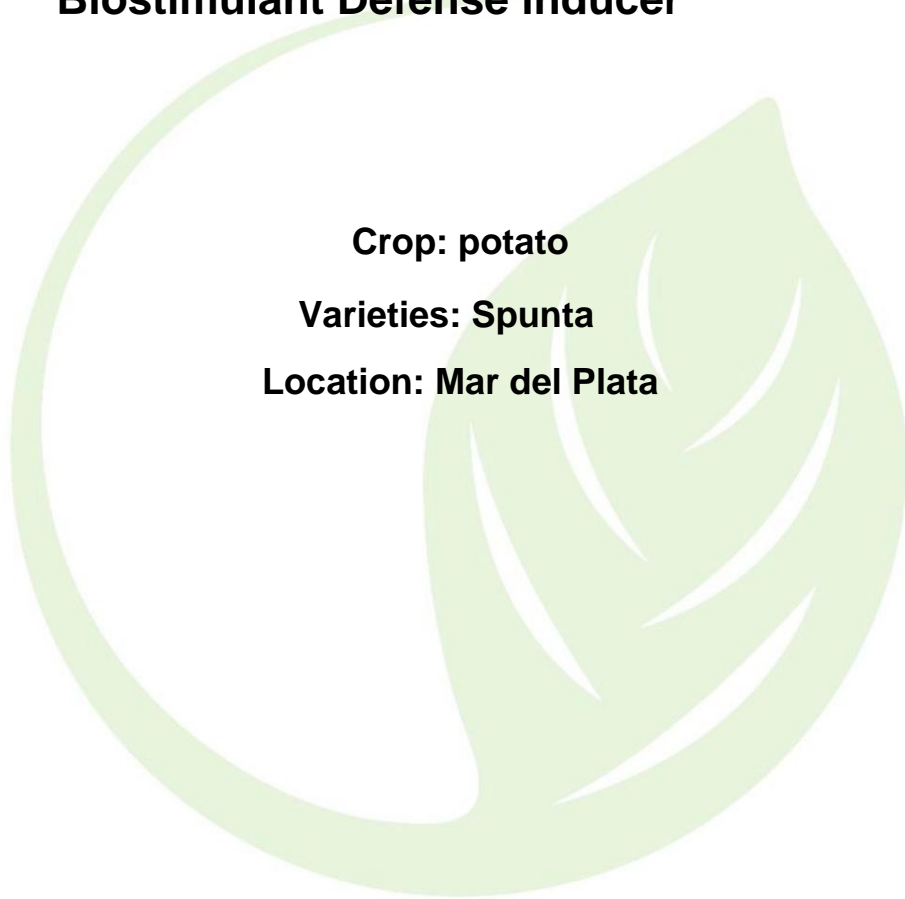 Biostimulant Defense inducer
Crop: potato
Varieties: Spunta
Location: Mar del Plata